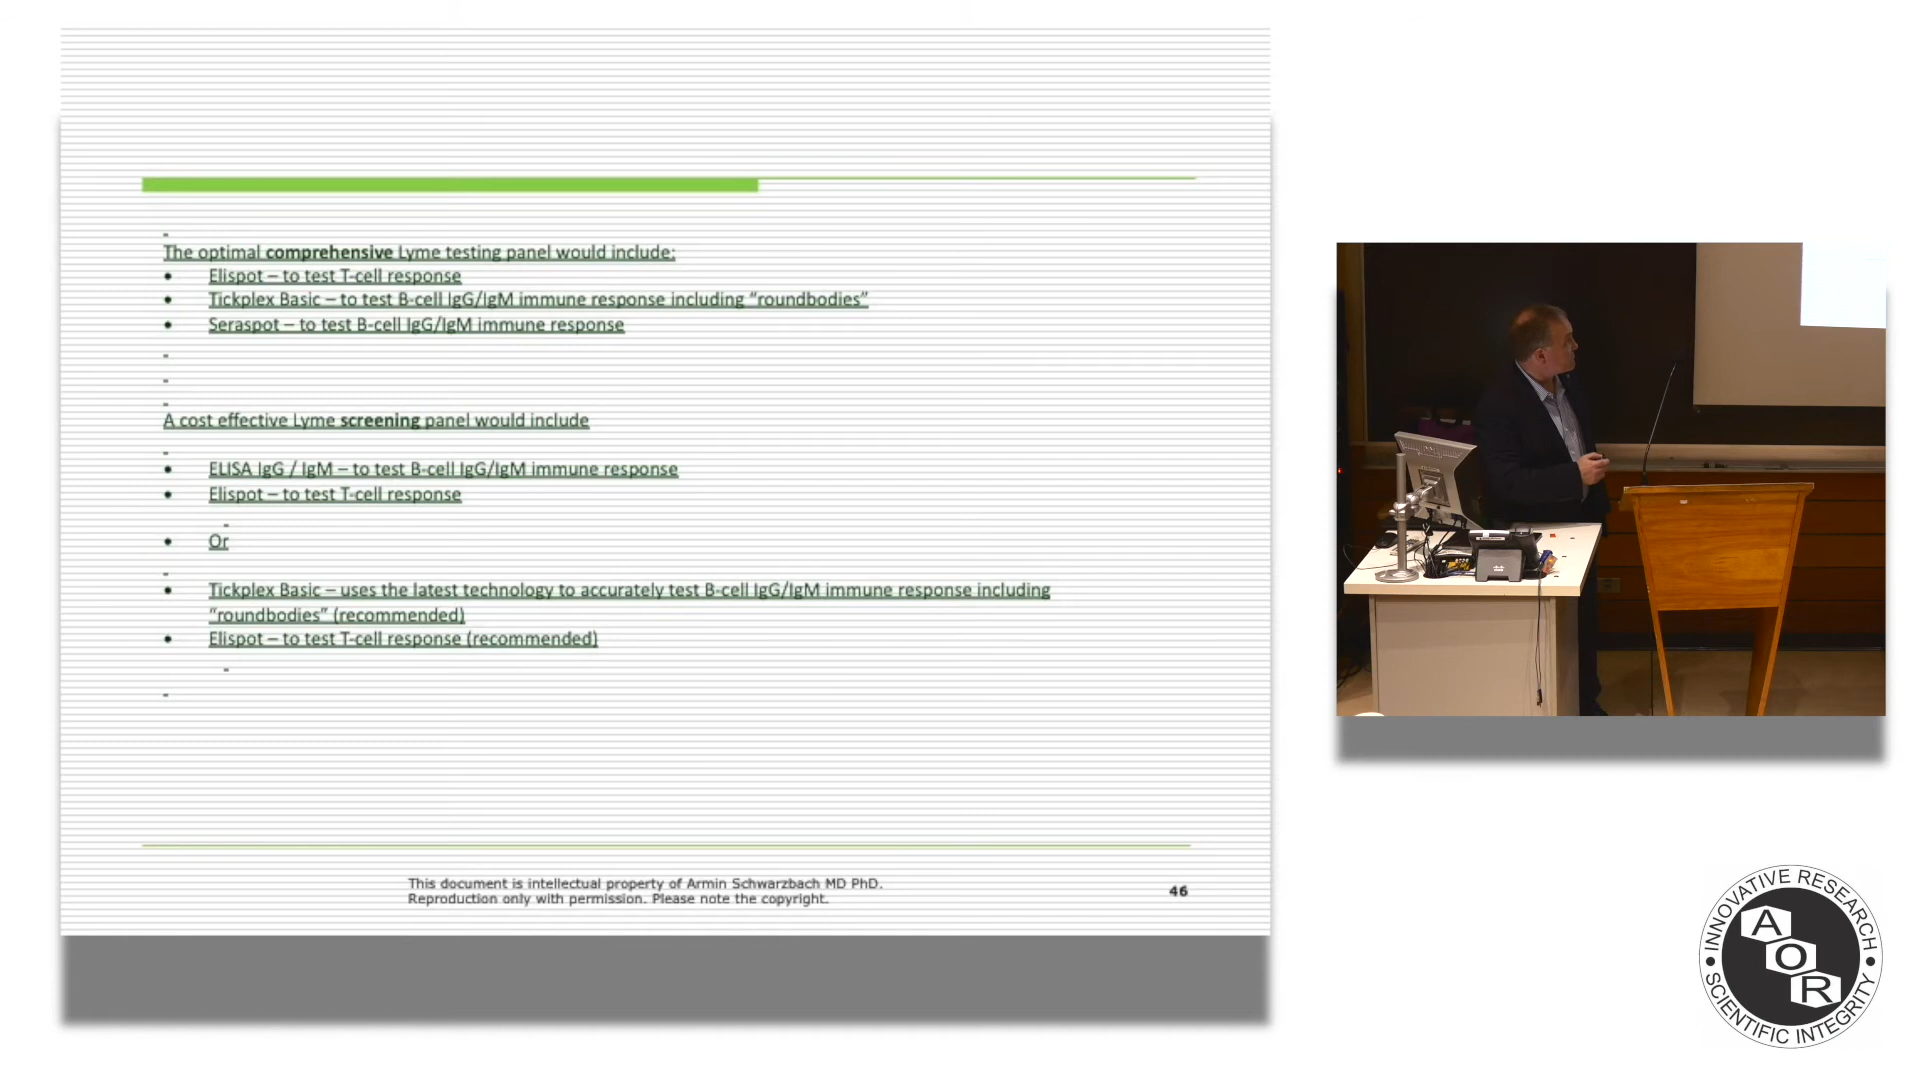 The optimal comprehensive Lyme testing panel would include:
• Elispot – to test T-cell response
• Tickplex Basic – to test B-cell IgG/IgM immune response including “roundbodies”
• Seraspot – to test B-cell IgG/IgM immune response
A cost effective Lyme screening panel would include
• ELISA IgG / IgM – to test B-cell IgG/IgM immune response
• Elispot – to test T-cell response
• Or
• Tickplex Basic – uses the latest technology to accurately test B-cell IgG/IgM immune response including
“roundbodies” (recommended)
• Elispot – to test T-cell response (recommended)
This document is intellectual property of Armin Schwarzbach MD PhD.
Reproduction only with permission. Please note the copyright.
46
INNOVATIVE RESEARCH
AOR
SCIENTIFIC INTEGRITY